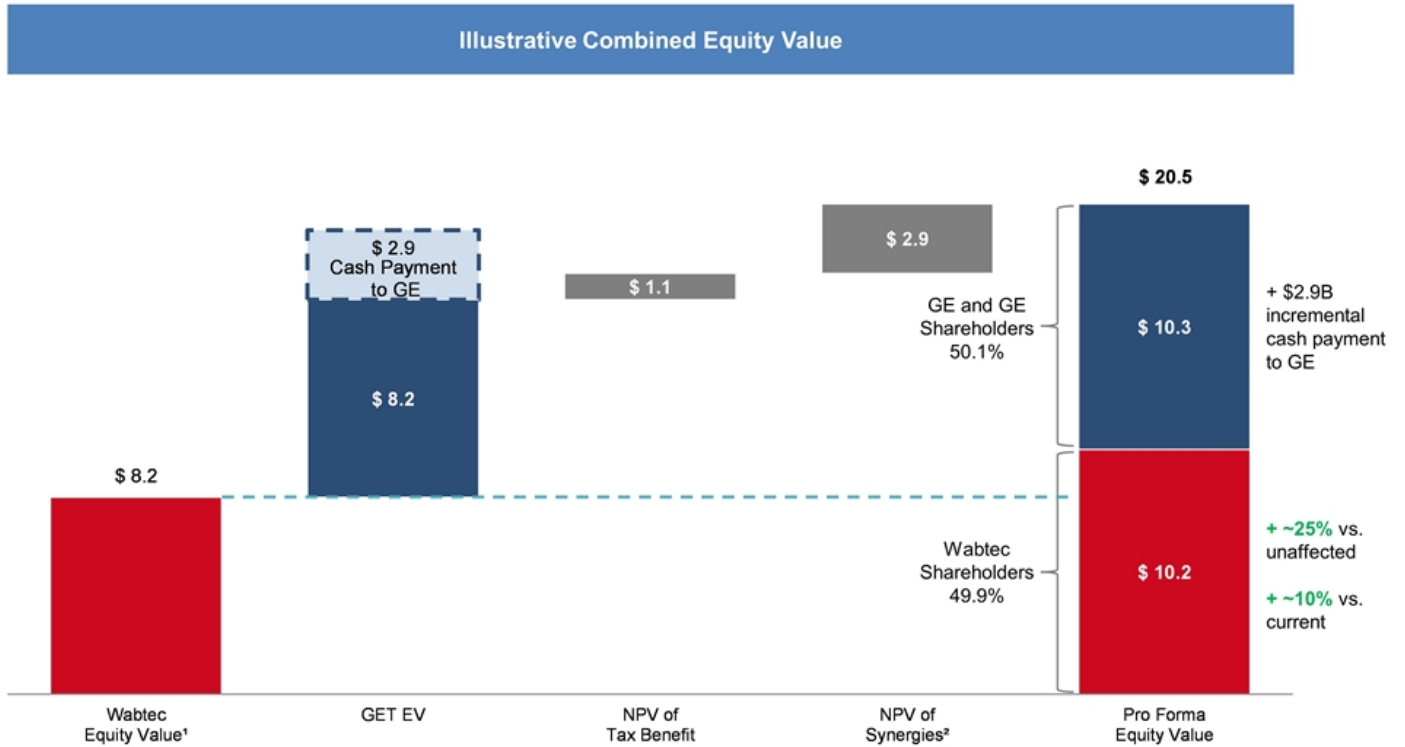 Illustrative Combined Equity Value
$ 20.5
$ 2.9
Cash Payment
to GE
$ 8.2
$ 1.1
$ 2.9
GE and GE
Shareholders
50.1%
$ 10.3
+ $2.9B
incremental
cash payment
to GE
$ 8.2
Wabtec
Shareholders
49.9%
$ 10.2
+ ~25% vs.
unaffected
+ ~10% vs.
current
Wabtec
Equity Value¹
GET EV
NPV of
Tax Benefit
NPV of
Synergies²
Pro Forma
Equity Value